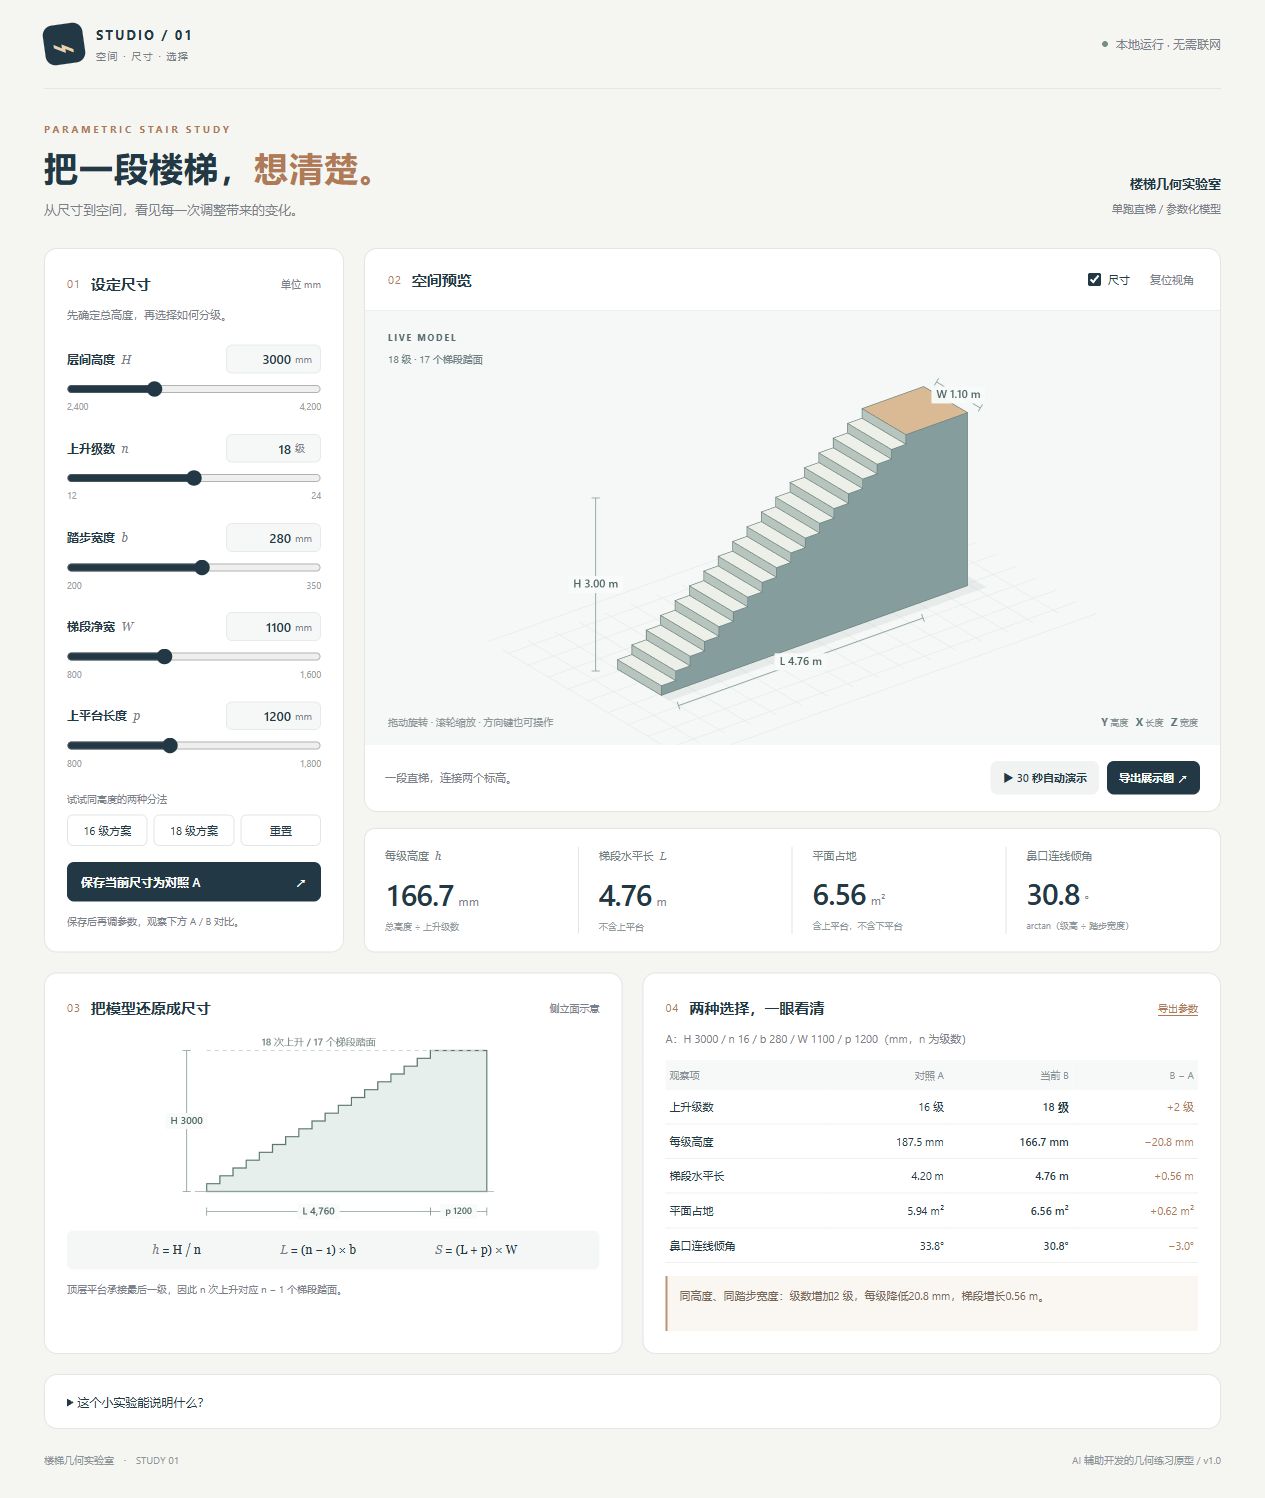 STUDIO / 01
空间 · 尺寸 · 选择
本地运行 · 无需联网
PARAMETRIC STAIR STUDY
把一段楼梯，想清楚。
从尺寸到空间，看见每一次调整带来的变化。
楼梯几何实验室
单跑直梯 / 参数化模型
01 设定尺寸 单位 mm
先确定总高度，再选择如何分级。
层间高度 H 3000 mm
2,400 4,200
上升级数 n 18 级
12 24
踏步宽度 b 280 mm
200 350
梯段净宽 W 1100 mm
800 1,600
上平台长度 p 1200 mm
800 1,800
试试同高度的两种分法
16 级方案 18 级方案 重置
保存当前尺寸为对照 A ↗
保存后再调参数，观察下方 A / B 对比。
02 空间预览 尺寸 复位视角
LIVE MODEL
18 级 · 17 个梯段踏面
W 1.10 m
H 3.00 m
L 4.76 m
拖动旋转 · 滚轮缩放 · 方向键也可操作
Y 高度 X 长度 Z 宽度
一段直梯，连接两个标高。
▶ 30 秒自动演示 导出展示图 ↗
每级高度 h
166.7 mm
总高度 ÷ 上升级数
梯段水平长 L
4.76 m
不含上平台
平面占地
6.56 m²
含上平台，不含下平台
鼻口连线倾角
30.8 °
arctan（级高 ÷ 踏步宽度）
03 把模型还原成尺寸 侧立面示意
18 次上升 / 17 个梯段踏面
H 3000
L 4,760 p 1200
h = H / n L = (n − 1) × b S = (L + p) × W
顶层平台承接最后一级，因此 n 次上升对应 n − 1 个梯段踏面。
04 两种选择，一眼看清 导出参数
A：H 3000 / n 16 / b 280 / W 1100 / p 1200（mm，n 为级数）
观察项 对照 A 当前 B B − A
上升级数 16 级 18 级 +2 级
每级高度 187.5 mm 166.7 mm −20.8 mm
梯段水平长 4.20 m 4.76 m +0.56 m
平面占地 5.94 m² 6.56 m² +0.62 m²
鼻口连线倾角 33.8° 30.8° −3.0°
同高度、同踏步宽度：级数增加2 级，每级降低20.8 mm，梯段增长0.56 m。
▶ 这个小实验能说明什么？
楼梯几何实验室 · STUDY 01
AI 辅助开发的几何练习原型 / v1.0